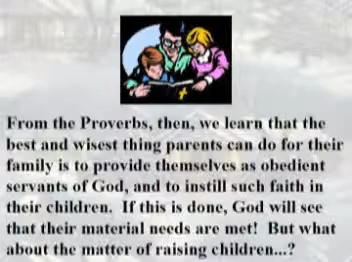 From the Proverbs, then, we learn that the
best and wisest thing parents can do for their
family is to provide themselves as obedient
servants of God, and to instill such faith in
their children.  If this is done, God will see
that their material needs are met!  But what
about the matter of raising children...?